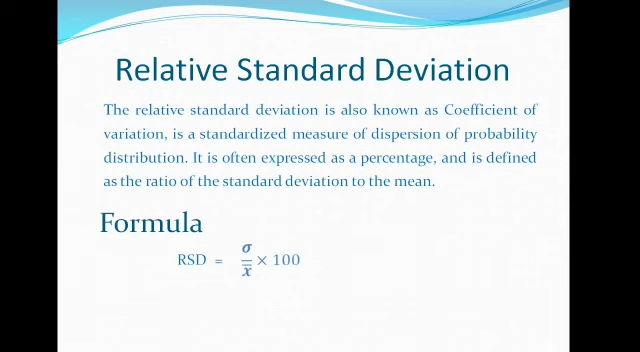 Relative Standard Deviation
The relative standard deviation is also known as Coefficient of
variation, is a standardized measure of dispersion of probability
distribution. It is often expressed as a percentage, and is defined
as the ratio of the standard deviation to the mean.
Formula
RSD = σ/x̅ × 100